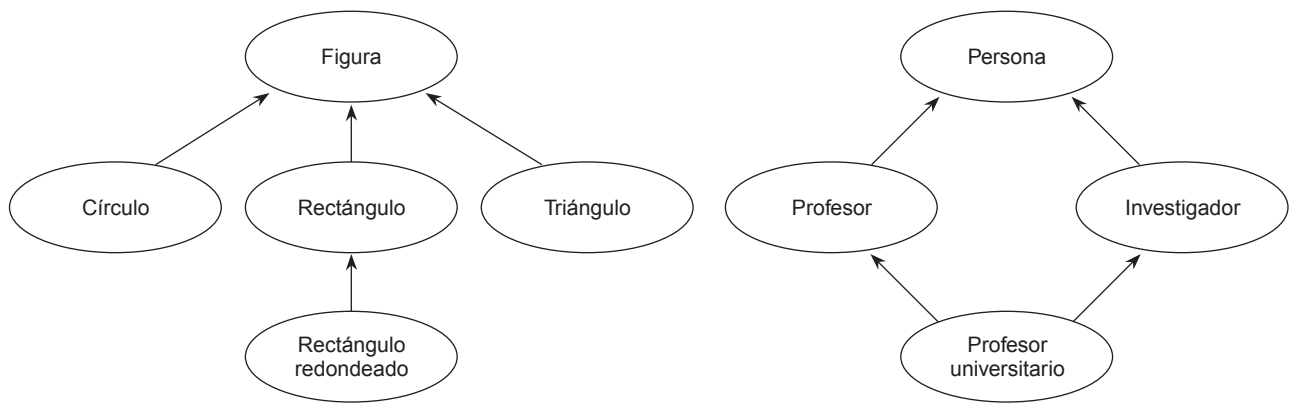 Figura
Persona
Círculo
Rectángulo
Triángulo
Profesor
Investigador
Rectángulo
redondeado
Profesor
universitario